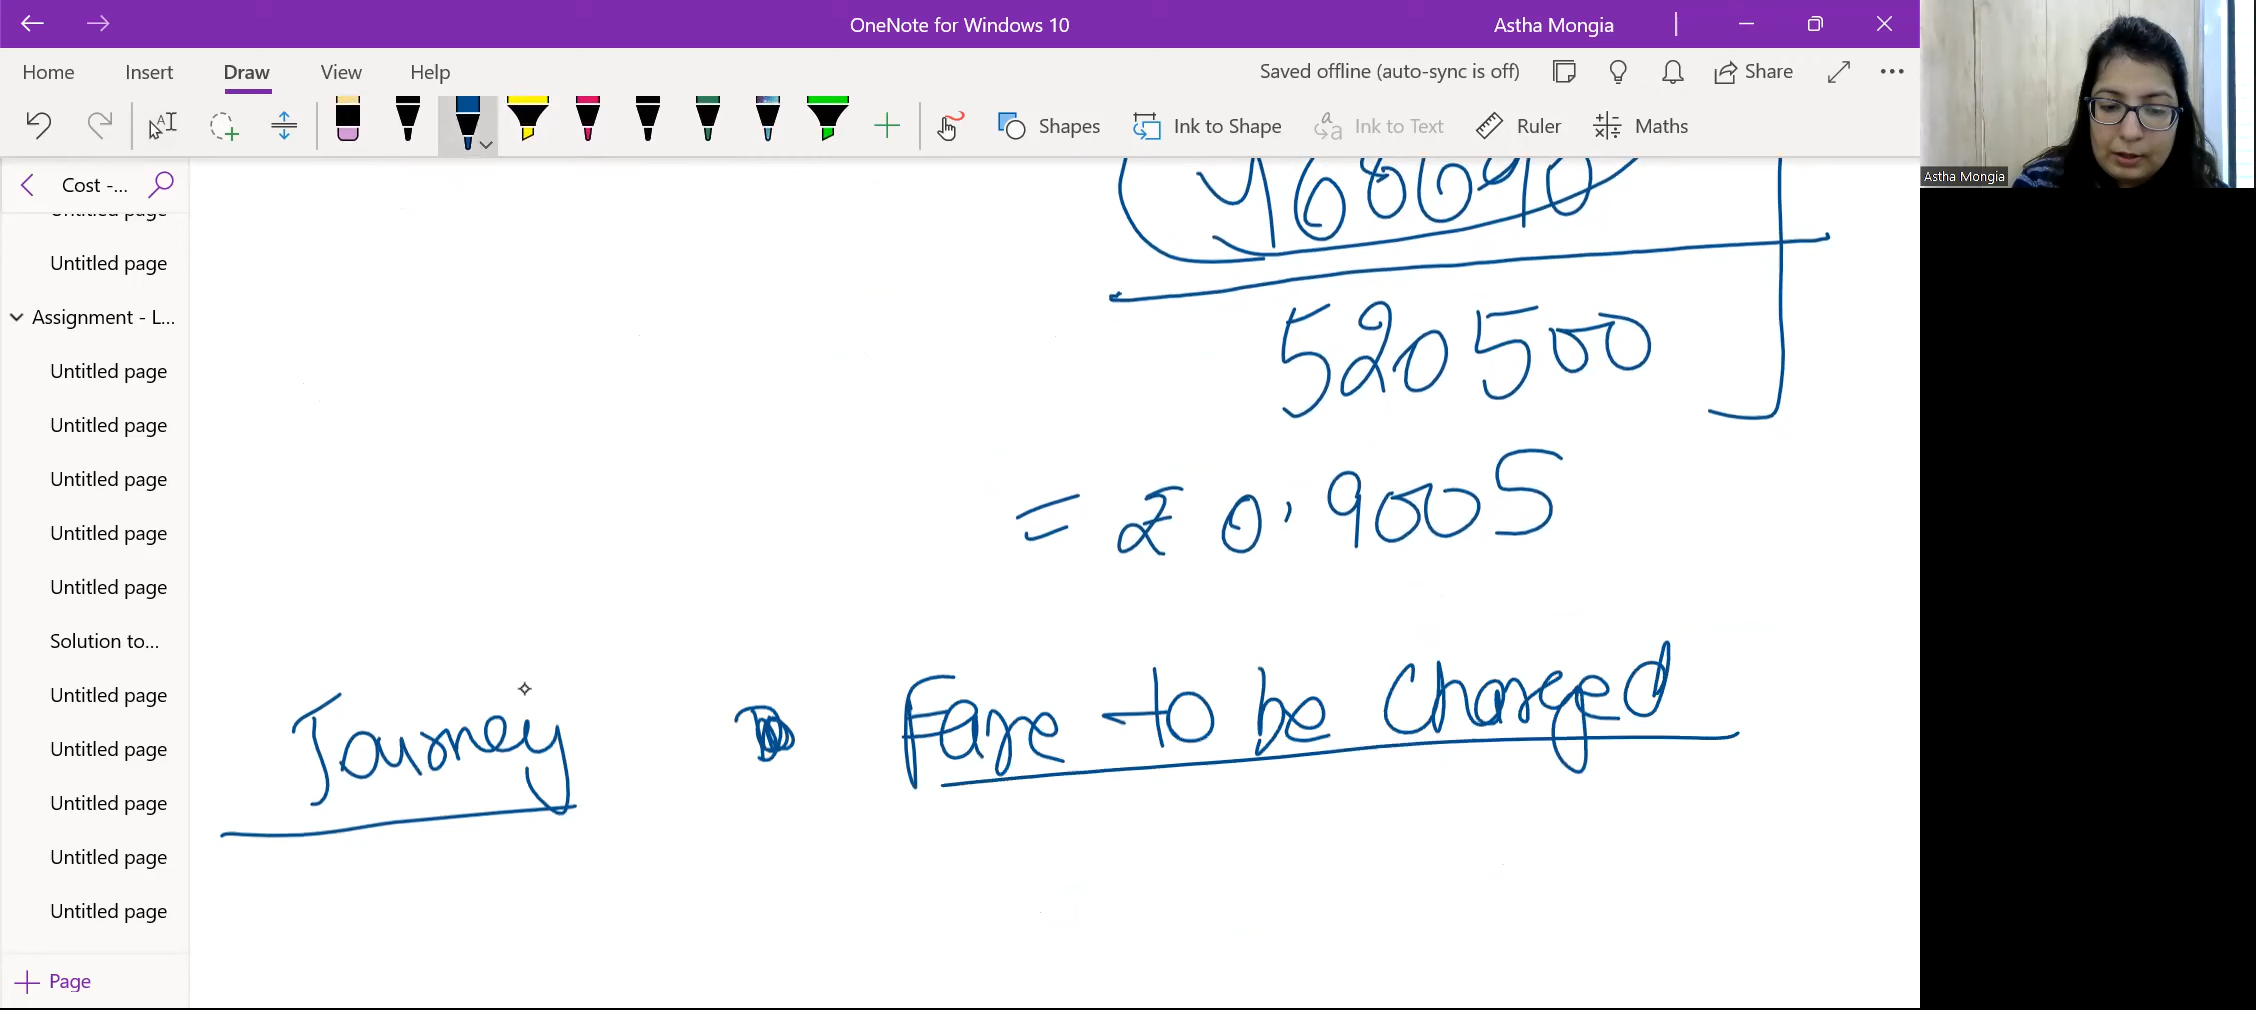 OneNote for Windows 10
Astha Mongia
Home Insert Draw View Help
Saved offline (auto-sync is off) Share
Shapes Ink to Shape Ink to Text Ruler Maths
Cost -...
Untitled page
Untitled page
Assignment - L...
Untitled page
Untitled page
Untitled page
Untitled page
Untitled page
Solution to...
Untitled page
Untitled page
Untitled page
Untitled page
Untitled page
Page
468640
520500
= ₹ 0.9005
Journey Fare to be charged
Astha Mongia